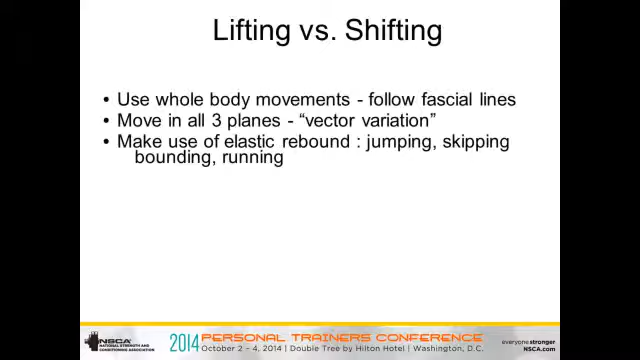 Lifting vs. Shifting
• Use whole body movements - follow fascial lines
• Move in all 3 planes - “vector variation”
• Make use of elastic rebound : jumping, skipping
bounding, running
NSCA
NATIONAL STRENGTH AND
CONDITIONING ASSOCIATION
2014 PERSONAL TRAINERS CONFERENCE
October 2 – 4, 2014 | Double Tree by Hilton Hotel | Washington, D.C.
everyone stronger
NSCA.com